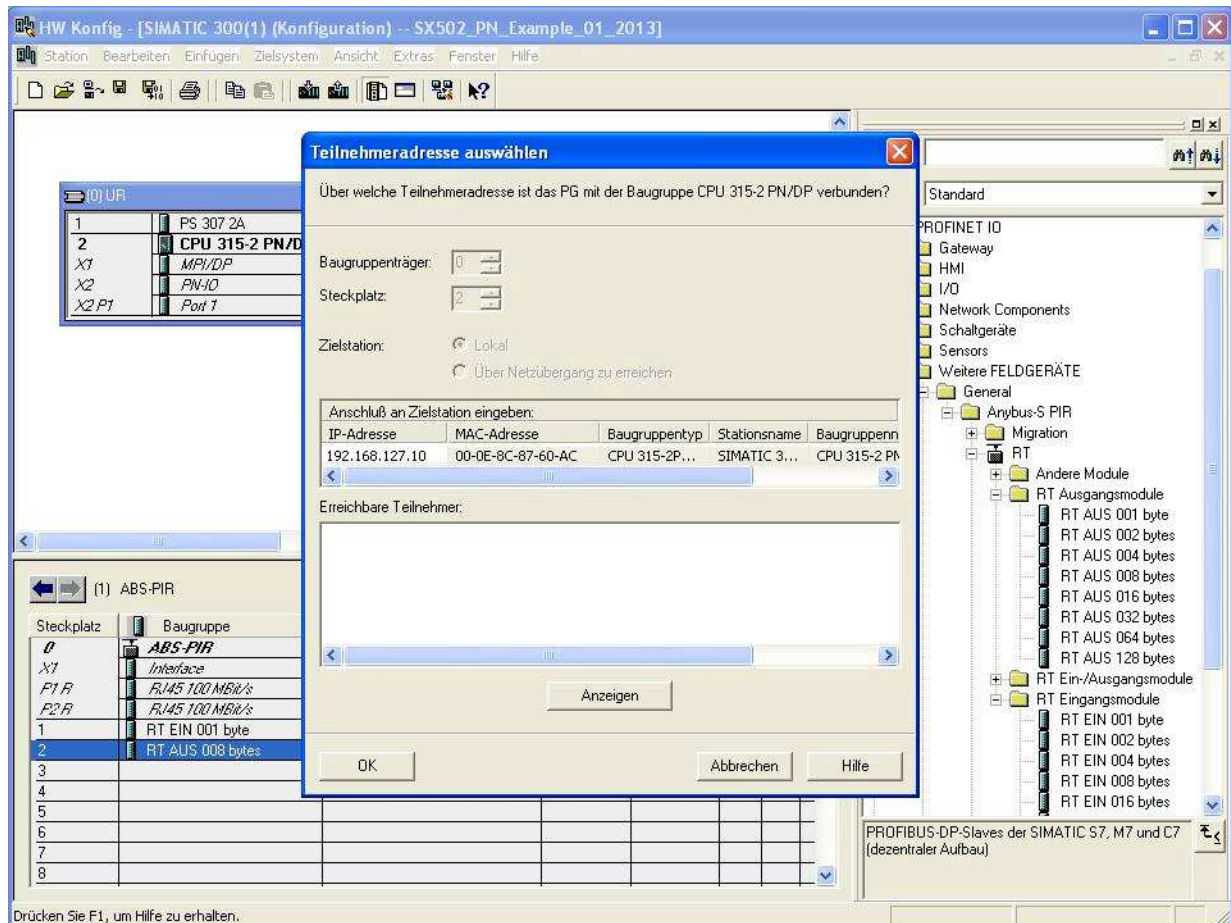 HW Konfig - [SIMATIC 300(1) (Konfiguration) -- SX502_PN_Example_01_2013]
Station Bearbeiten Einfügen Zielsystem Ansicht Extras Fenster Hilfe
(0) UR
1 PS 307 2A
2 CPU 315-2 PN/D
X1 MPI/DP
X2 PN-IO
X2 P1 Port 1
Teilnehmeradresse auswählen
Über welche Teilnehmeradresse ist das PG mit der Baugruppe CPU 315-2 PN/DP verbunden?
Baugruppenträger: 0
Steckplatz: 2
Zielstation: Lokal
Über Netzübergang zu erreichen
Anschluß an Zielstation eingeben:
IP-Adresse MAC-Adresse Baugruppentyp Stationsname Baugruppenn
192.168.127.10 00-0E-8C-87-60-AC CPU 315-2P... SIMATIC 3... CPU 315-2 PN
Erreichbare Teilnehmer:
Anzeigen
OK Abbrechen Hilfe
Standard
PROFINET IO
Gateway
HMI
I/O
Network Components
Schaltgeräte
Sensors
Weitere FELDGERÄTE
General
Anybus-S PIR
Migration
RT
Andere Module
RT Ausgangsmodule
RT AUS 001 byte
RT AUS 002 bytes
RT AUS 004 bytes
RT AUS 008 bytes
RT AUS 016 bytes
RT AUS 032 bytes
RT AUS 064 bytes
RT AUS 128 bytes
RT Ein-/Ausgangsmodule
RT Eingangsmodule
RT EIN 001 byte
RT EIN 002 bytes
RT EIN 004 bytes
RT EIN 008 bytes
RT EIN 016 bytes
PROFIBUS-DP-Slaves der SIMATIC S7, M7 und C7
(dezentraler Aufbau)
(1) ABS-PIR
Steckplatz Baugruppe
0 ABS-PIR
X1 Interface
P1 R RJ45 100 MBit/s
P2 R RJ45 100 MBit/s
1 RT EIN 001 byte
2 RT AUS 008 bytes
3
4
5
6
7
8
Drücken Sie F1, um Hilfe zu erhalten.